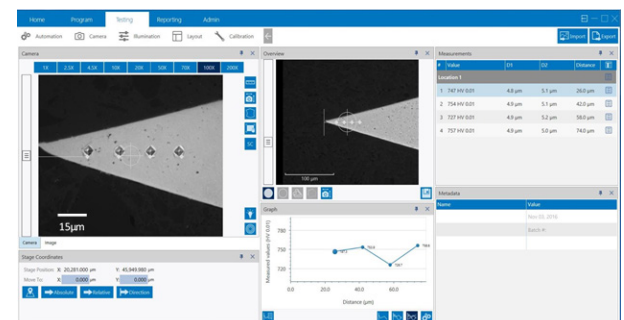 Home Program Testing Reporting Admin
Automation Camera Illumination Layout Calibration Import Export
Camera
1X 2.5X 4.5X 10X 20X 50X 70X 100X 200X
15µm
Camera Image
Stage Coordinates
Stage Position X: 20,281.000 µm Y: 45,949.980 µm
Move To: X: 0.000 µm Y: 0.000 µm
Absolute Relative Direction
Overview
100 µm
Graph
Measured values (HV 0.01)
780
750
720
0.0 20.0 40.0 60.0
Distance (µm)
Measurements
# Value D1 D2 Distance
Location 1
1 747 HV 0.01 4.8 µm 5.1 µm 26.0 µm
2 754 HV 0.01 4.9 µm 5.1 µm 42.0 µm
3 727 HV 0.01 4.9 µm 5.2 µm 58.0 µm
4 757 HV 0.01 4.9 µm 5.0 µm 74.0 µm
Metadata
Name Value
Nov 03, 2016
Batch #: